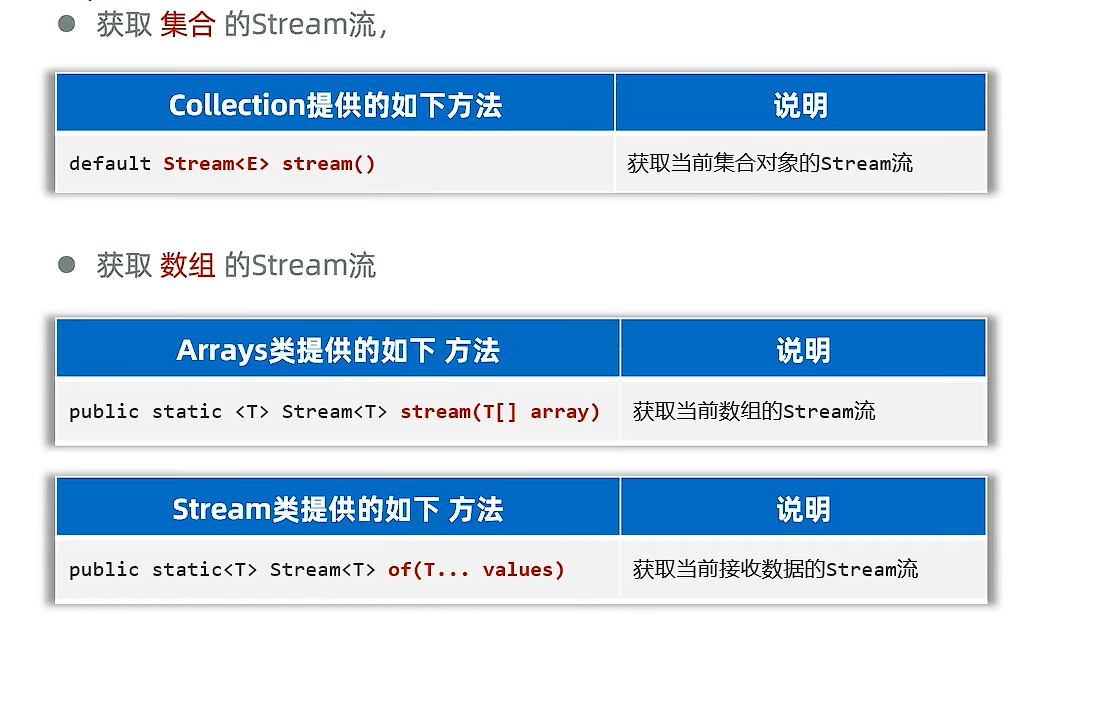 获取 集合 的Stream流，
Collection提供的如下方法 说明
default Stream<E> stream() 获取当前集合对象的Stream流
获取 数组 的Stream流
Arrays类提供的如下 方法 说明
public static <T> Stream<T> stream(T[] array) 获取当前数组的Stream流
Stream类提供的如下 方法 说明
public static<T> Stream<T> of(T... values) 获取当前接收数据的Stream流